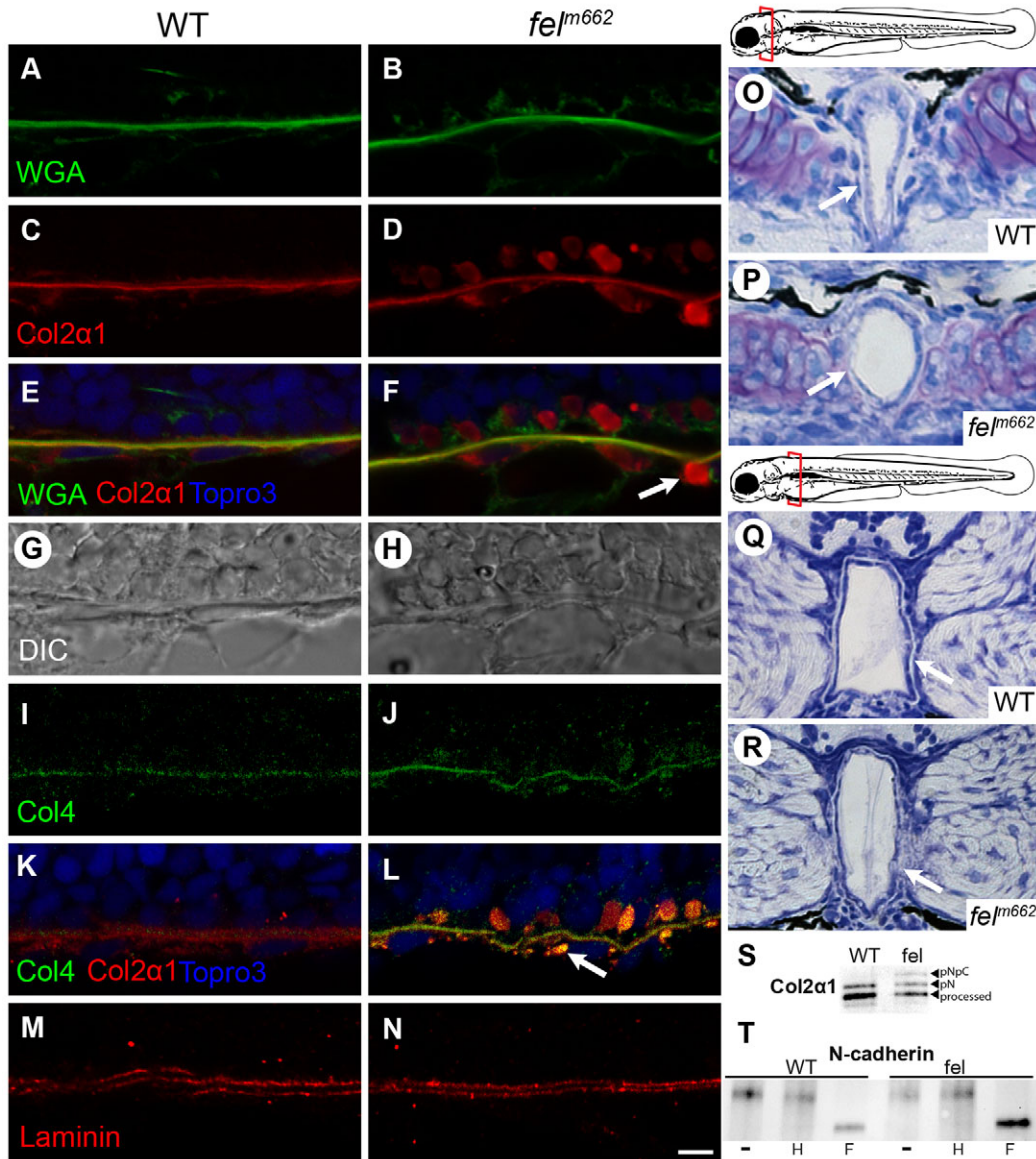 WT
fel^m662
A
B
WGA
C
D
Col2α1
E
F
WGA Col2α1 Topro3
G
H
DIC
I
J
Col4
K
L
Col4 Col2α1 Topro3
M
N
Laminin
O
WT
P
fel^m662
Q
WT
R
fel^m662
S
WT fel
Col2α1
pNpC
pN
processed
T
N-cadherin
WT fel
- H F - H F